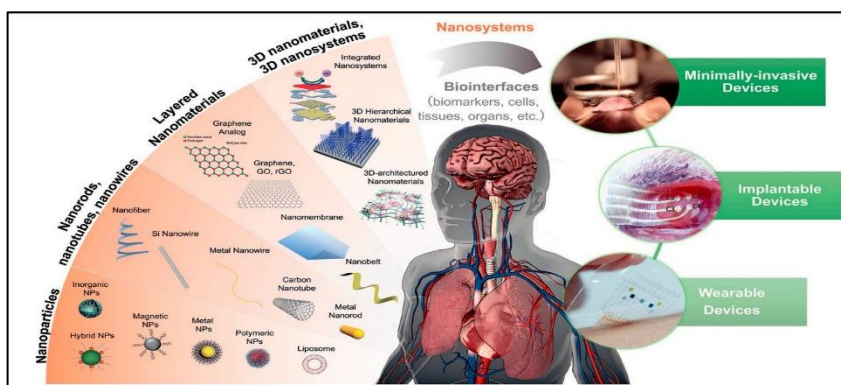 3D nanomaterials,
3D nanosystems
Integrated
Nanosystems
3D Hierarchical
Nanomaterials
3D-architectured
Nanomaterials
Layered
Nanomaterials
Graphene
Analog
Graphene,
GO, rGO
Nanomembrane
Nanobelt
Nanorods,
nanotubes, nanowires
Nanofiber
Si Nanowire
Metal Nanowire
Carbon
Nanotube
Metal
Nanorod
Nanoparticles
Inorganic
NPs
Hybrid NPs
Magnetic
NPs
Metal
NPs
Polymeric
NPs
Liposome
Nanosystems
Biointerfaces
(biomarkers, cells,
tissues, organs, etc.)
Minimally-invasive
Devices
Implantable
Devices
Wearable
Devices